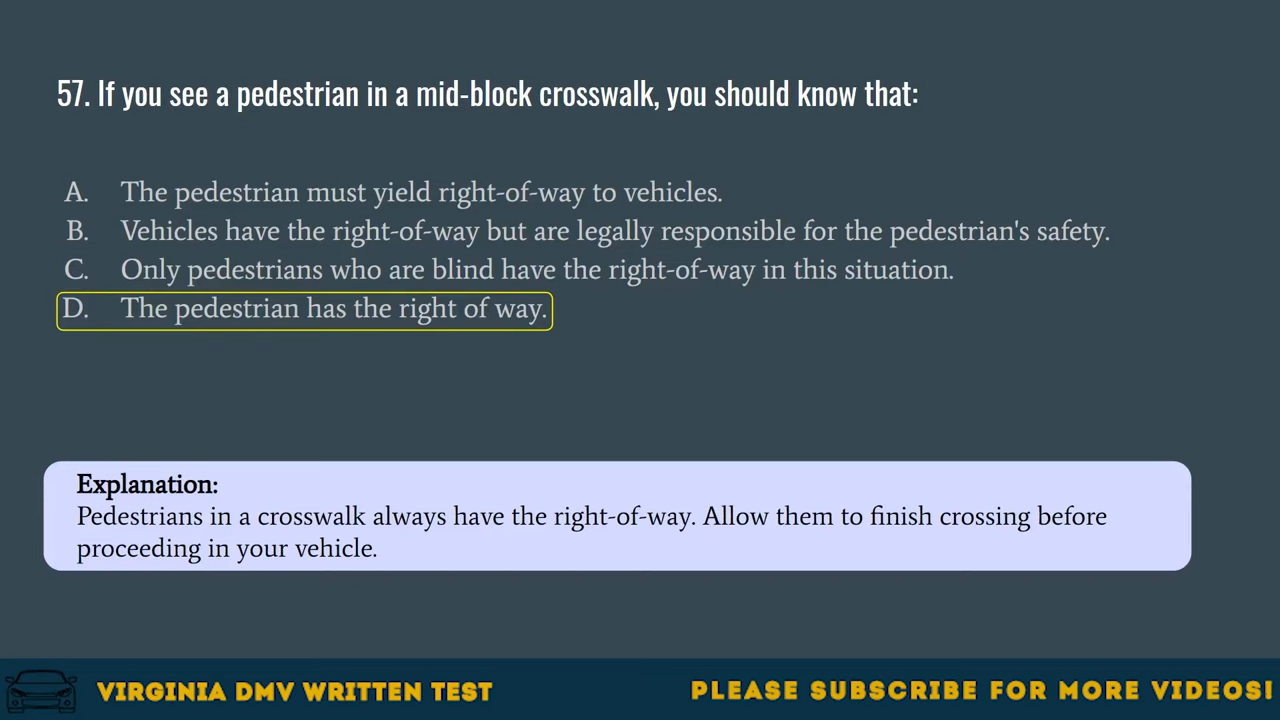 57. If you see a pedestrian in a mid-block crosswalk, you should know that:
A. The pedestrian must yield right-of-way to vehicles.
B. Vehicles have the right-of-way but are legally responsible for the pedestrian's safety.
C. Only pedestrians who are blind have the right-of-way in this situation.
D. The pedestrian has the right of way.
Explanation:
Pedestrians in a crosswalk always have the right-of-way. Allow them to finish crossing before
proceeding in your vehicle.
VIRGINIA DMV WRITTEN TEST
PLEASE SUBSCRIBE FOR MORE VIDEOS!